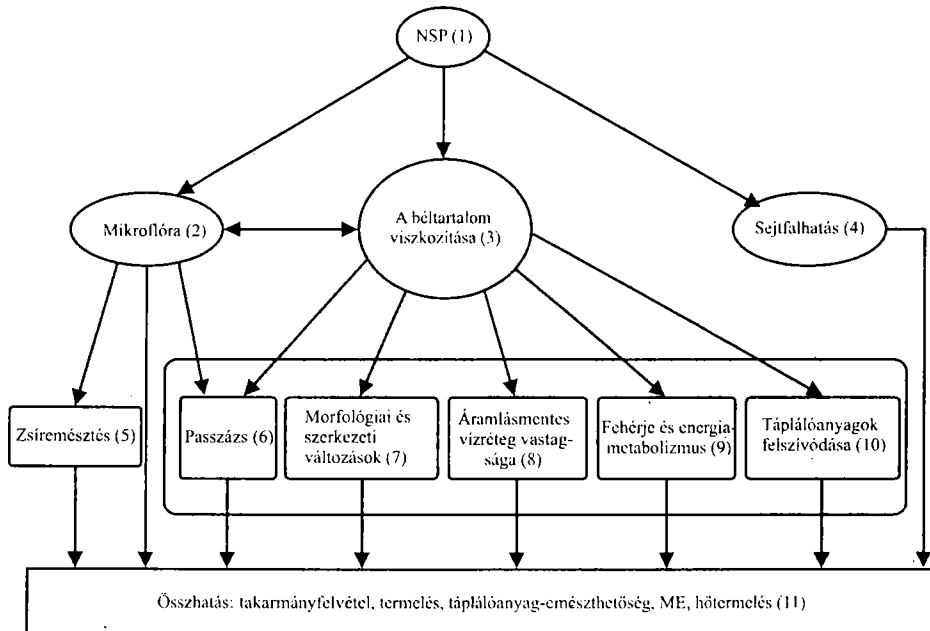 NSP (1)
Mikroflóra (2)
A béltartalom
viszkozítása (3)
Sejtfalhatás (4)
Zsíremésztés (5)
Passzázs (6)
Morfológiai és
szerkezeti
változások (7)
Áramlásmentes
vízréteg vastag-
sága (8)
Fehérje és energia-
metabolizmus (9)
Táplálóanyagok
felszívódása (10)
Összhatás: takarmányfelvétel, termelés, táplálóanyag-emészthetőség, ME, hőtermelés (11)